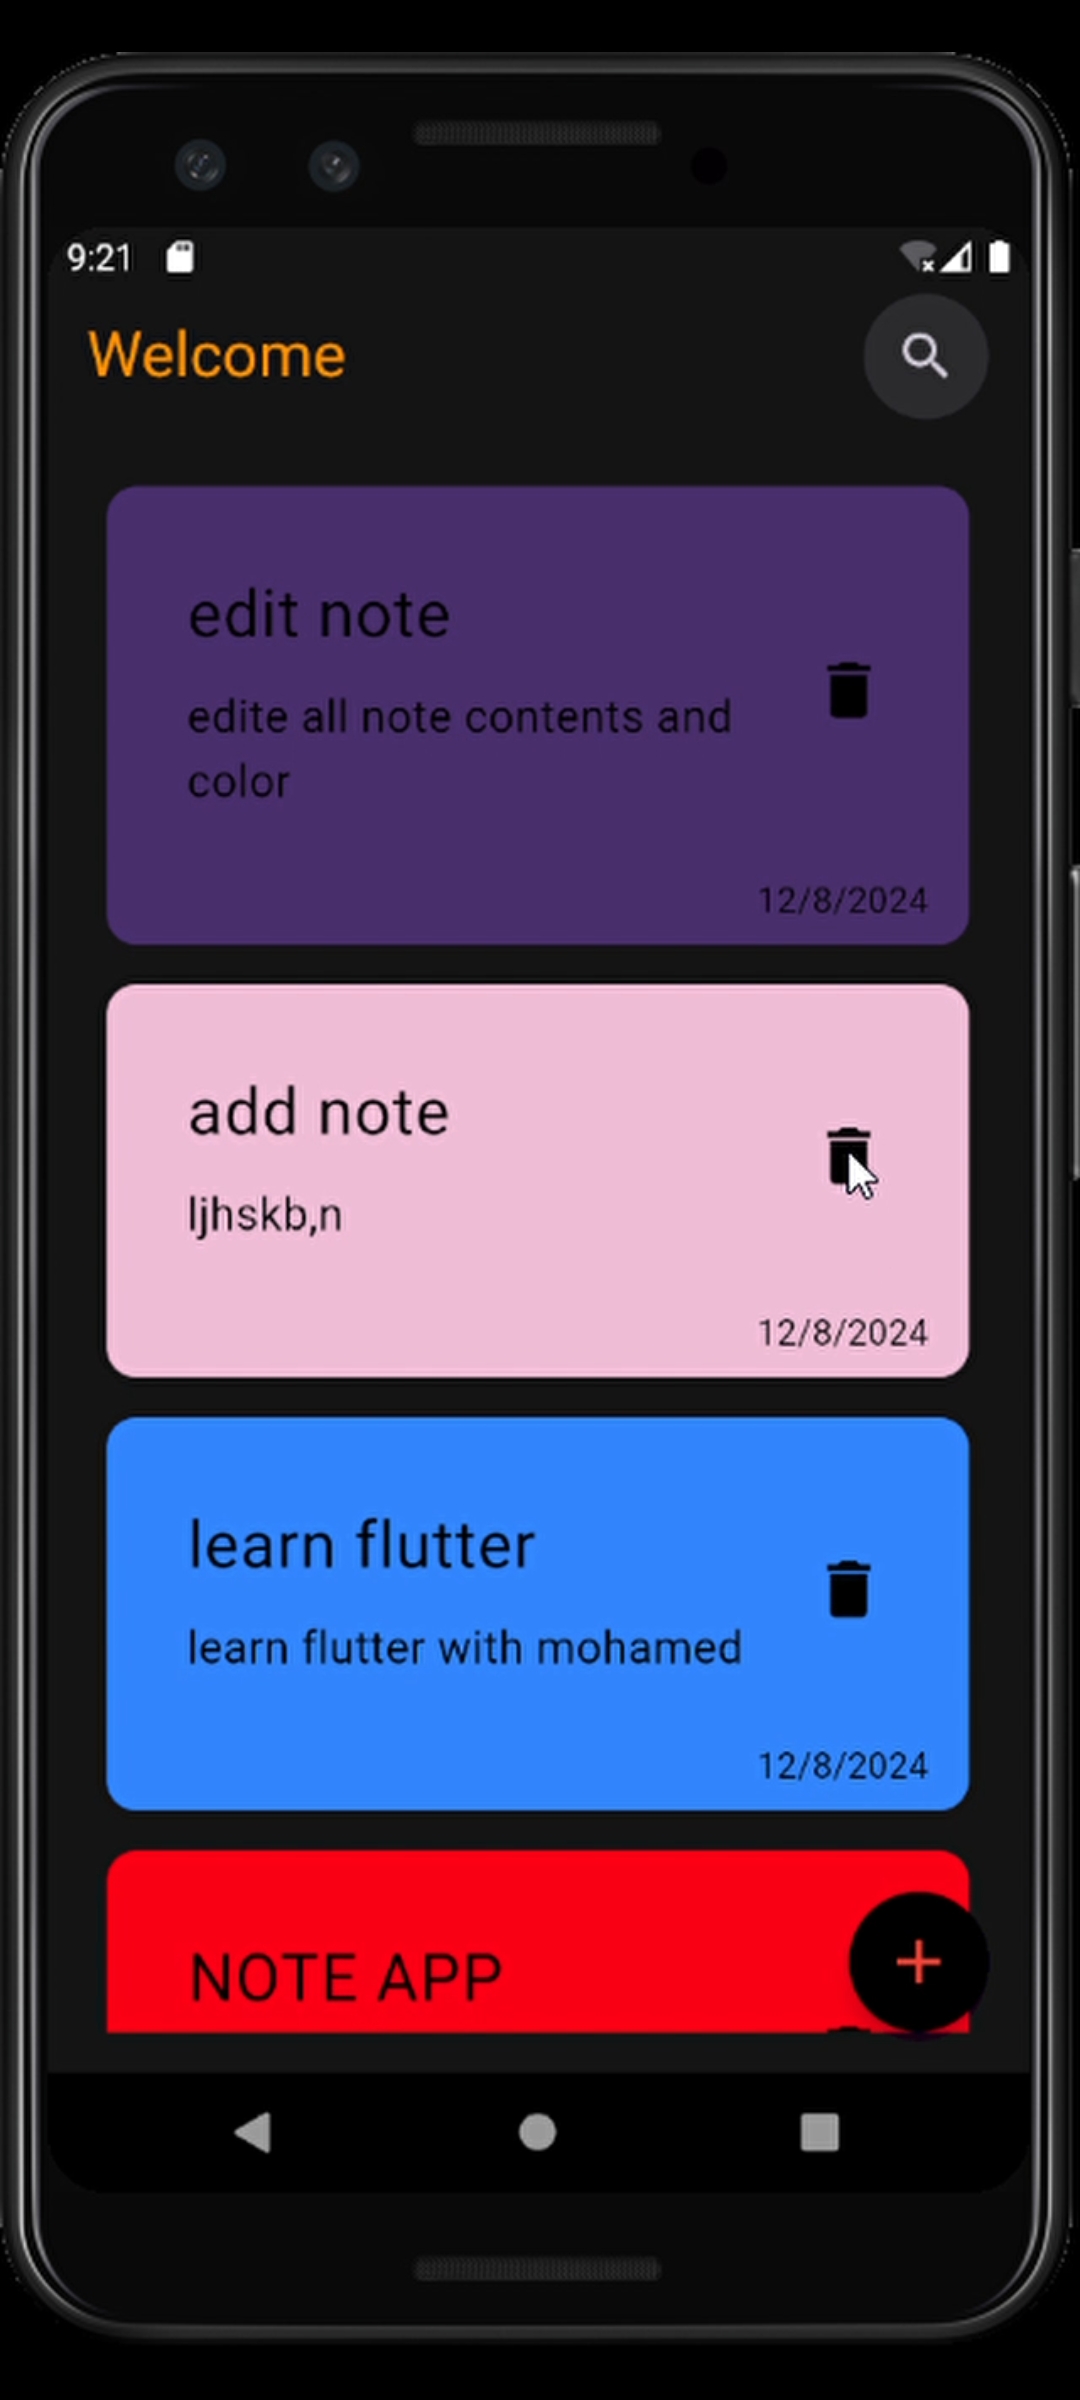 9:21
Welcome
edit note
edite all note contents and
color
12/8/2024
add note
ljhskb,n
12/8/2024
learn flutter
learn flutter with mohamed
12/8/2024
NOTE APP